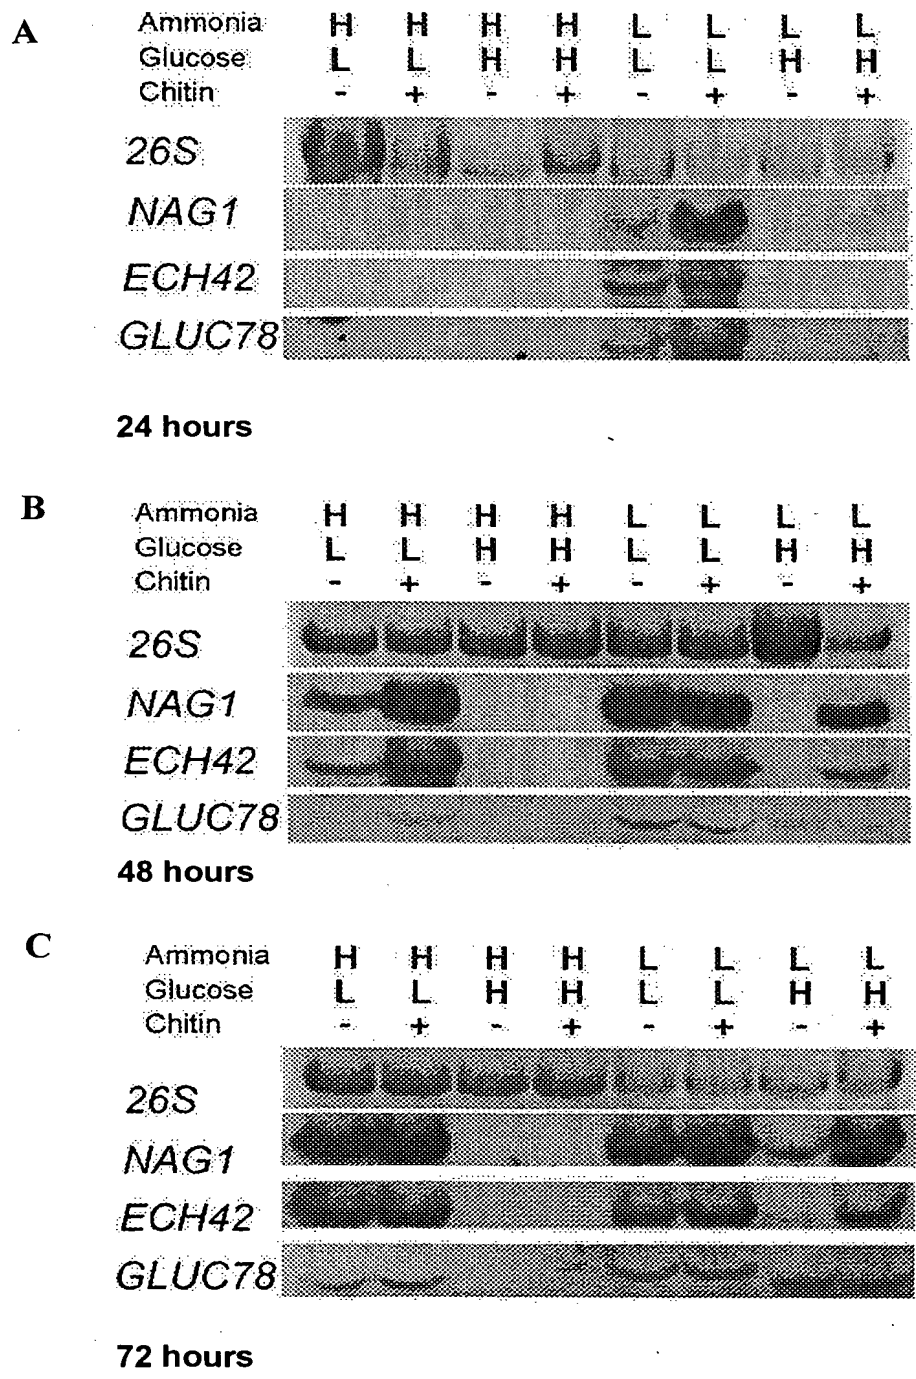 A
Ammonia H H H H L L L L
Glucose L L H H L L H H
Chitin - + - + - + - +
26S
NAG1
ECH42
GLUC78
24 hours
B
Ammonia H H H H L L L L
Glucose L L H H L L H H
Chitin - + - + - + - +
26S
NAG1
ECH42
GLUC78
48 hours
C
Ammonia H H H H L L L L
Glucose L L H H L L H H
Chitin - + - + - + - +
26S
NAG1
ECH42
GLUC78
72 hours